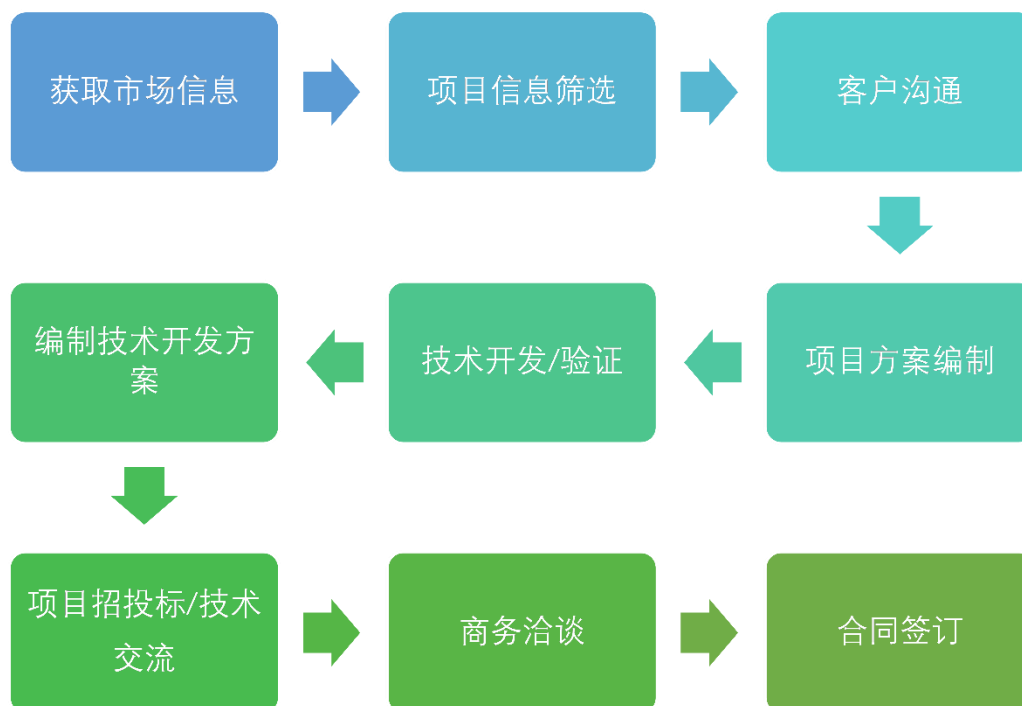 获取市场信息
项目信息筛选
客户沟通
项目方案编制
技术开发/验证
编制技术开发方
案
项目招投标/技术
交流
商务洽谈
合同签订